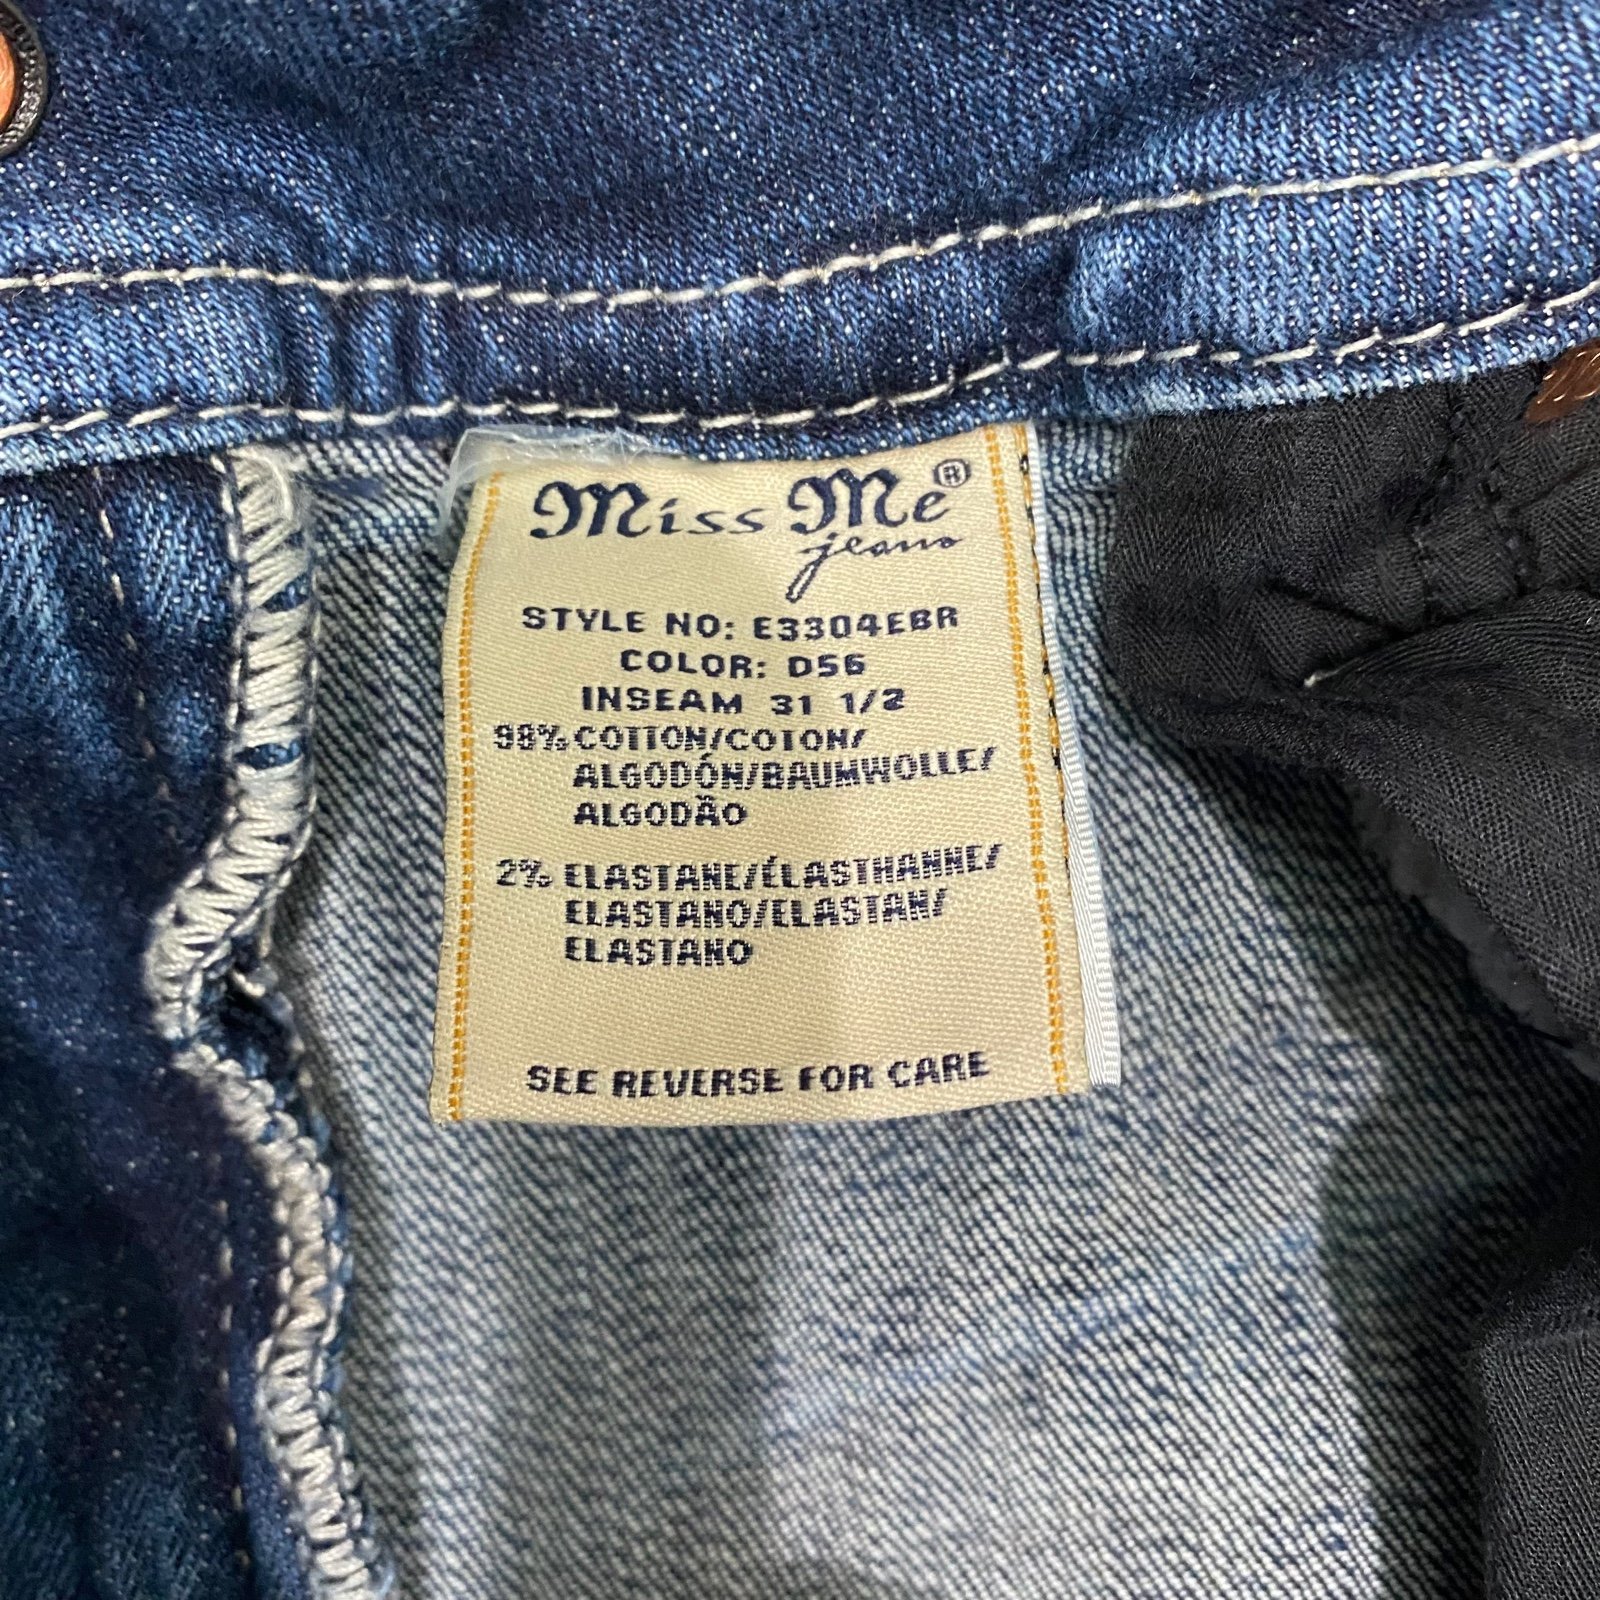 Miss Me®
jeans
STYLE NO: E3304EBR
COLOR: D56
INSEAM 31 1/2
98% COTTON/COTON/
ALGODÓN/BAUMWOLLE/
ALGODÃO
2% ELASTANE/ÉLASTHANNE/
ELASTANO/ELASTAN/
ELASTANO
SEE REVERSE FOR CARE